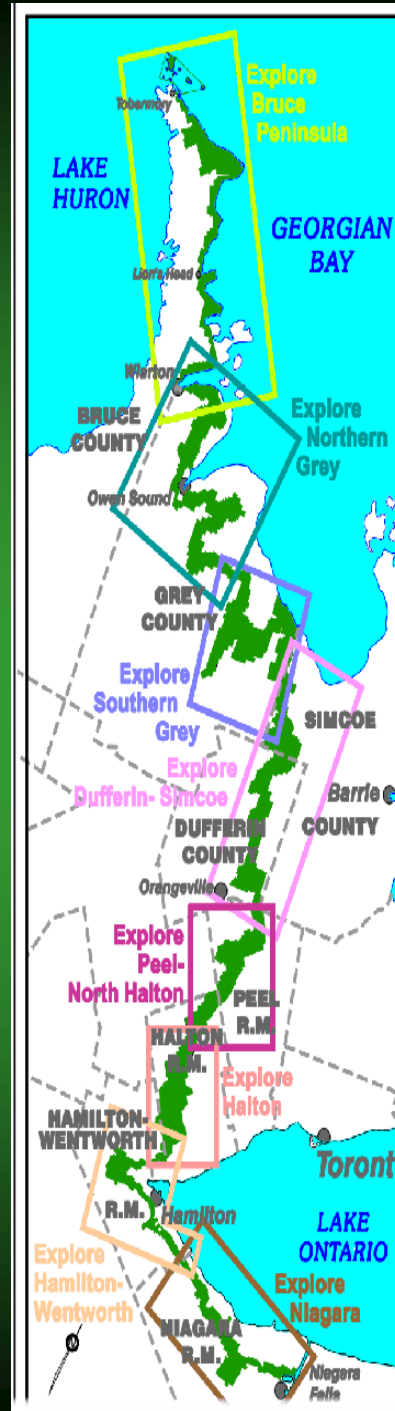 Explore
Bruce
Peninsula
Tobermory
LAKE
HURON
GEORGIAN
BAY
Lion's Head
Wiarton
BRUCE
COUNTY
Explore
Northern
Grey
Owen Sound
GREY
COUNTY
Explore
Southern
Grey
SIMCOE
COUNTY
Explore
Dufferin- Simcoe
Barrie
DUFFERIN
COUNTY
Orangeville
Explore
Peel-
North Halton
PEEL
R.M.
HALTON
R.M.
Explore
Halton
HAMILTON-
WENTWORTH
R.M.
Toront
Hamilton
LAKE
ONTARIO
Explore
Hamilton-
Wentworth
Explore
Niagara
NIAGARA
R.M.
Niagara
Falls